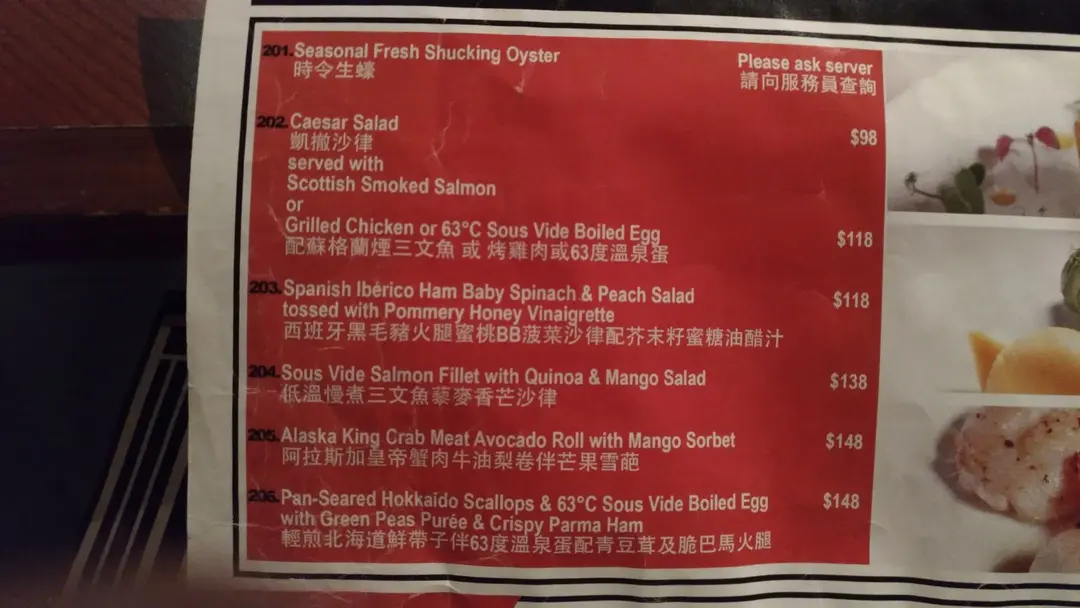 201. Seasonal Fresh Shucking Oyster Please ask server
時令生蠔 請向服務員查詢
202. Caesar Salad $98
凱撒沙律
served with
Scottish Smoked Salmon
or
Grilled Chicken or 63°C Sous Vide Boiled Egg $118
配蘇格蘭煙三文魚 或 烤雞肉或63度溫泉蛋
203. Spanish Ibérico Ham Baby Spinach & Peach Salad $118
tossed with Pommery Honey Vinaigrette
西班牙黑毛豬火腿蜜桃BB菠菜沙律配芥末籽蜜糖油醋汁
204. Sous Vide Salmon Fillet with Quinoa & Mango Salad $138
低溫慢煮三文魚藜麥香芒沙律
205. Alaska King Crab Meat Avocado Roll with Mango Sorbet $148
阿拉斯加皇帝蟹肉牛油梨卷伴芒果雪葩
206. Pan-Seared Hokkaido Scallops & 63°C Sous Vide Boiled Egg $148
with Green Peas Purée & Crispy Parma Ham
輕煎北海道鮮帶子伴63度溫泉蛋配青豆茸及脆巴馬火腿